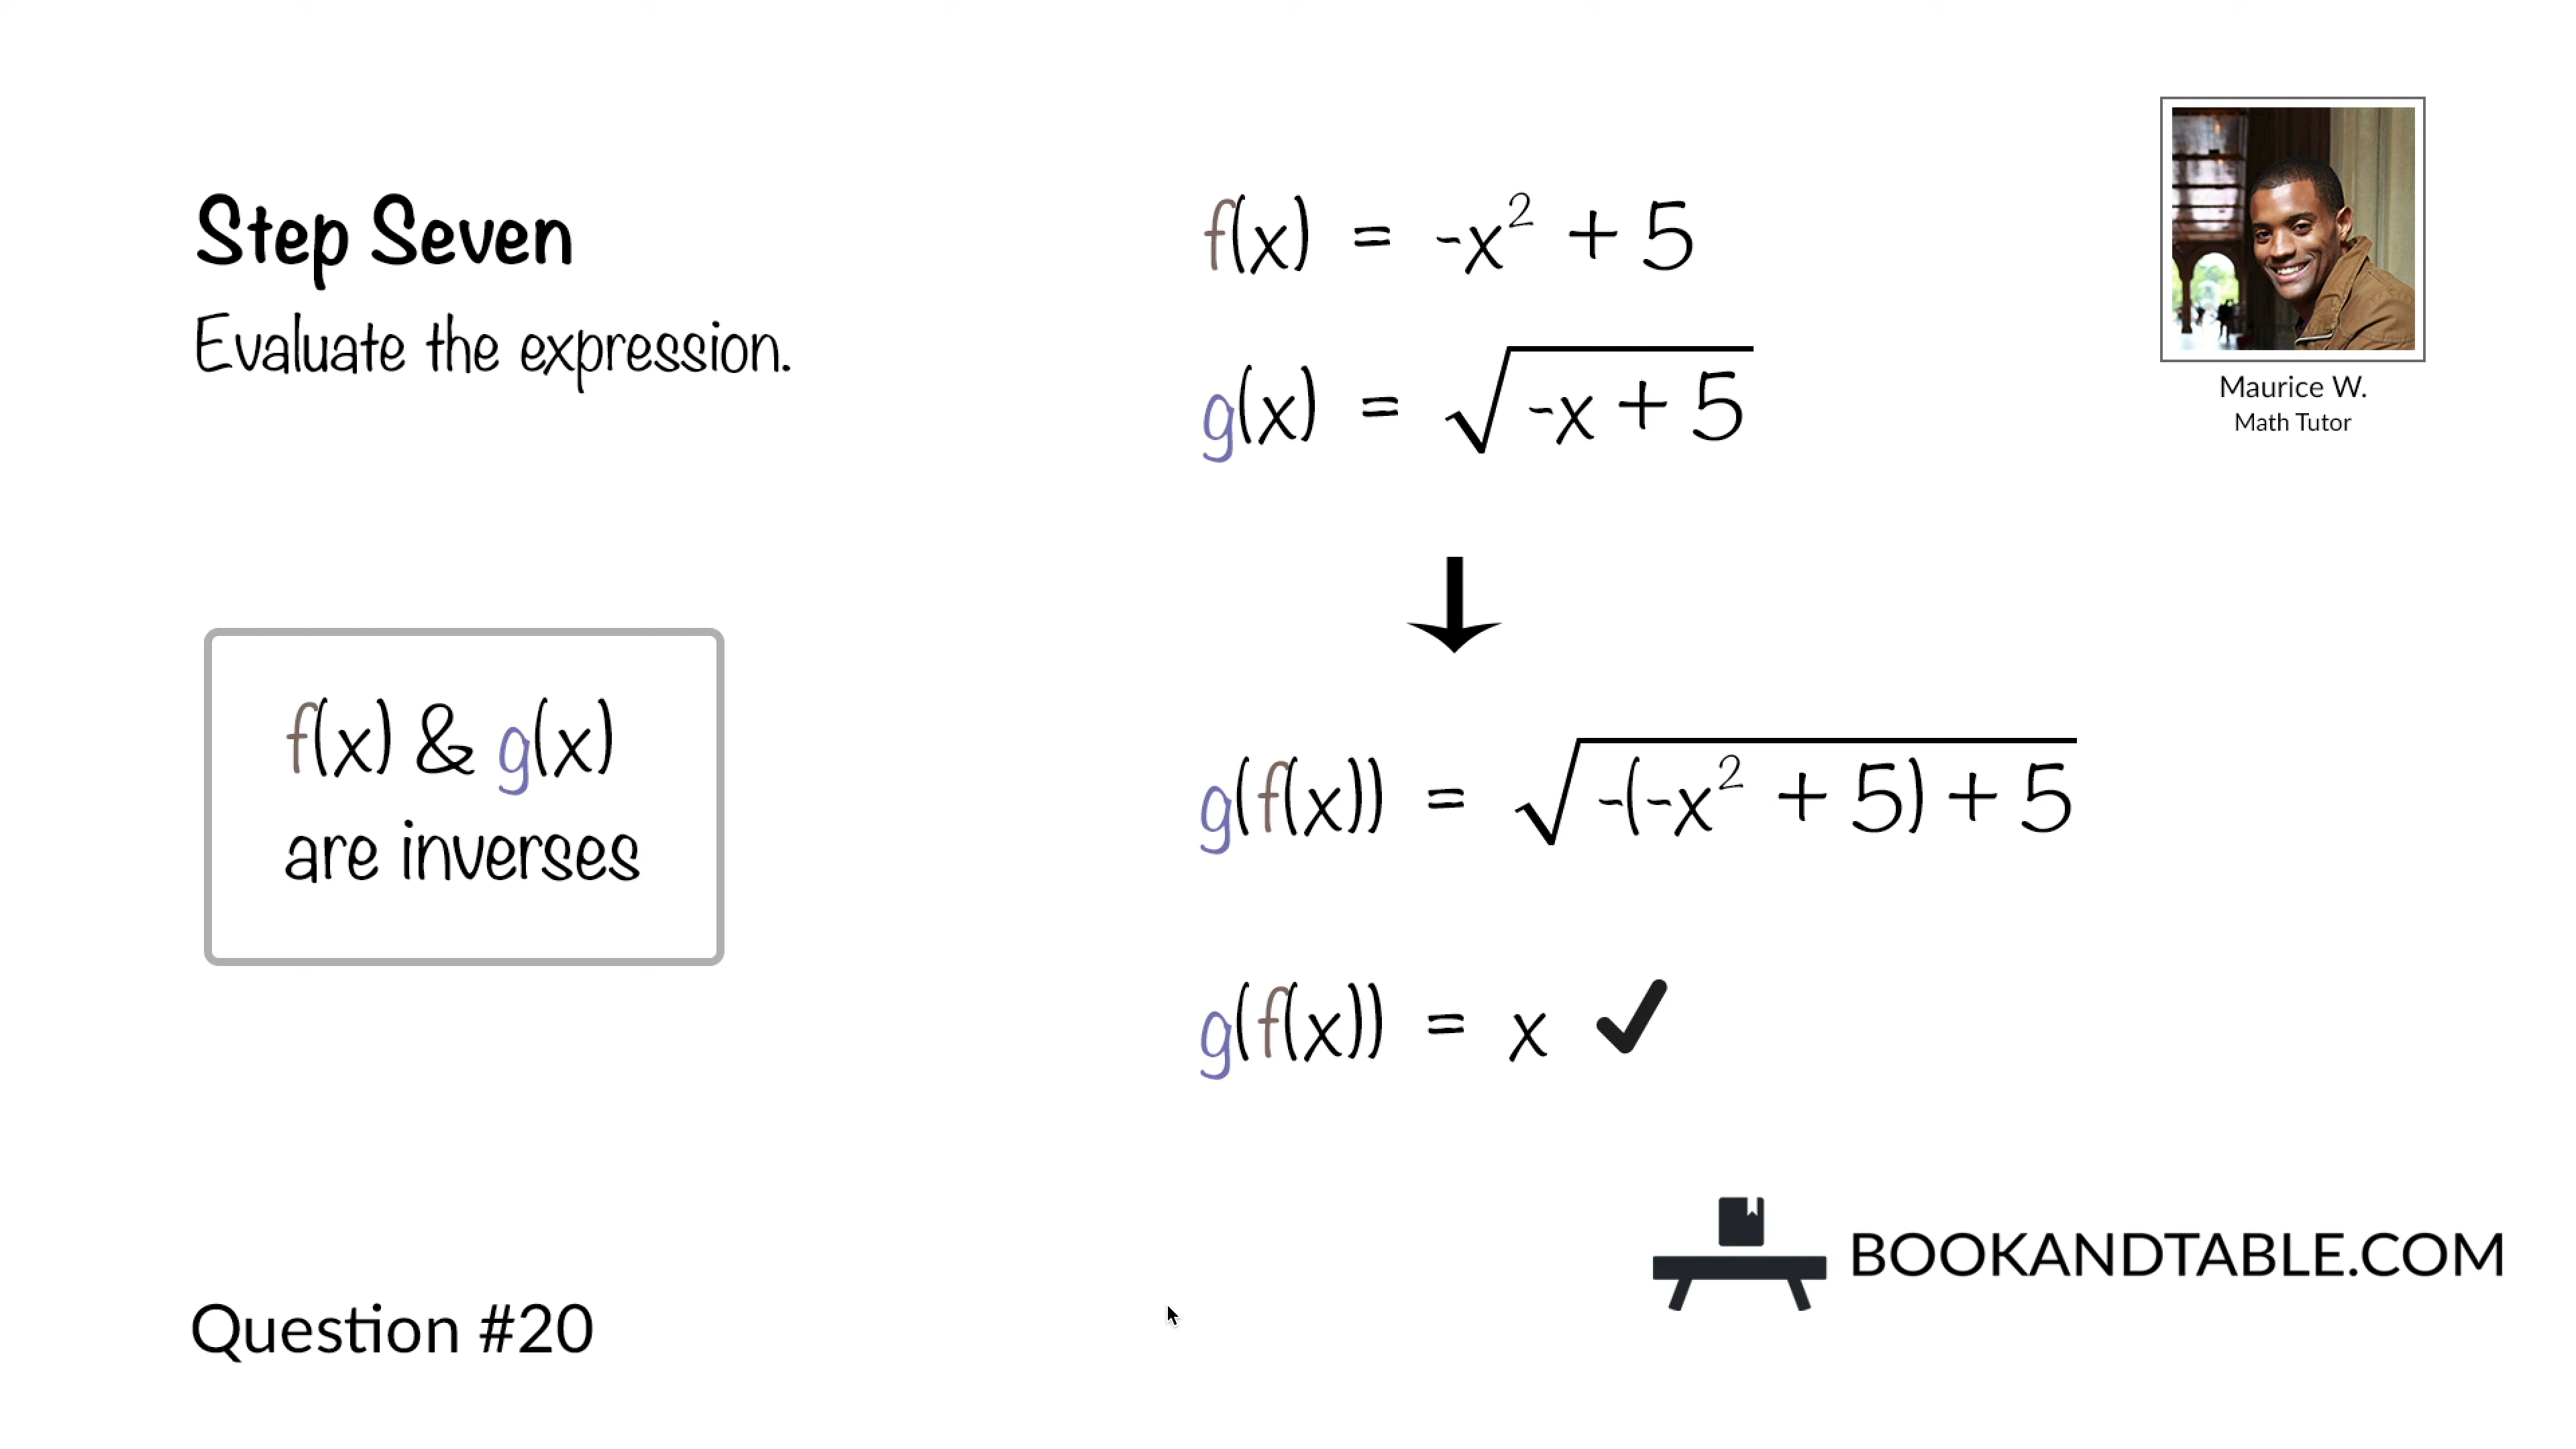 Step Seven
Evaluate the expression.
f(x) = -x² + 5
g(x) = √-x + 5
Maurice W.
Math Tutor
f(x) & g(x)
are inverses
g(f(x)) = √-(-x² + 5) + 5
g(f(x)) = x ✓
BOOKANDTABLE.COM
Question #20